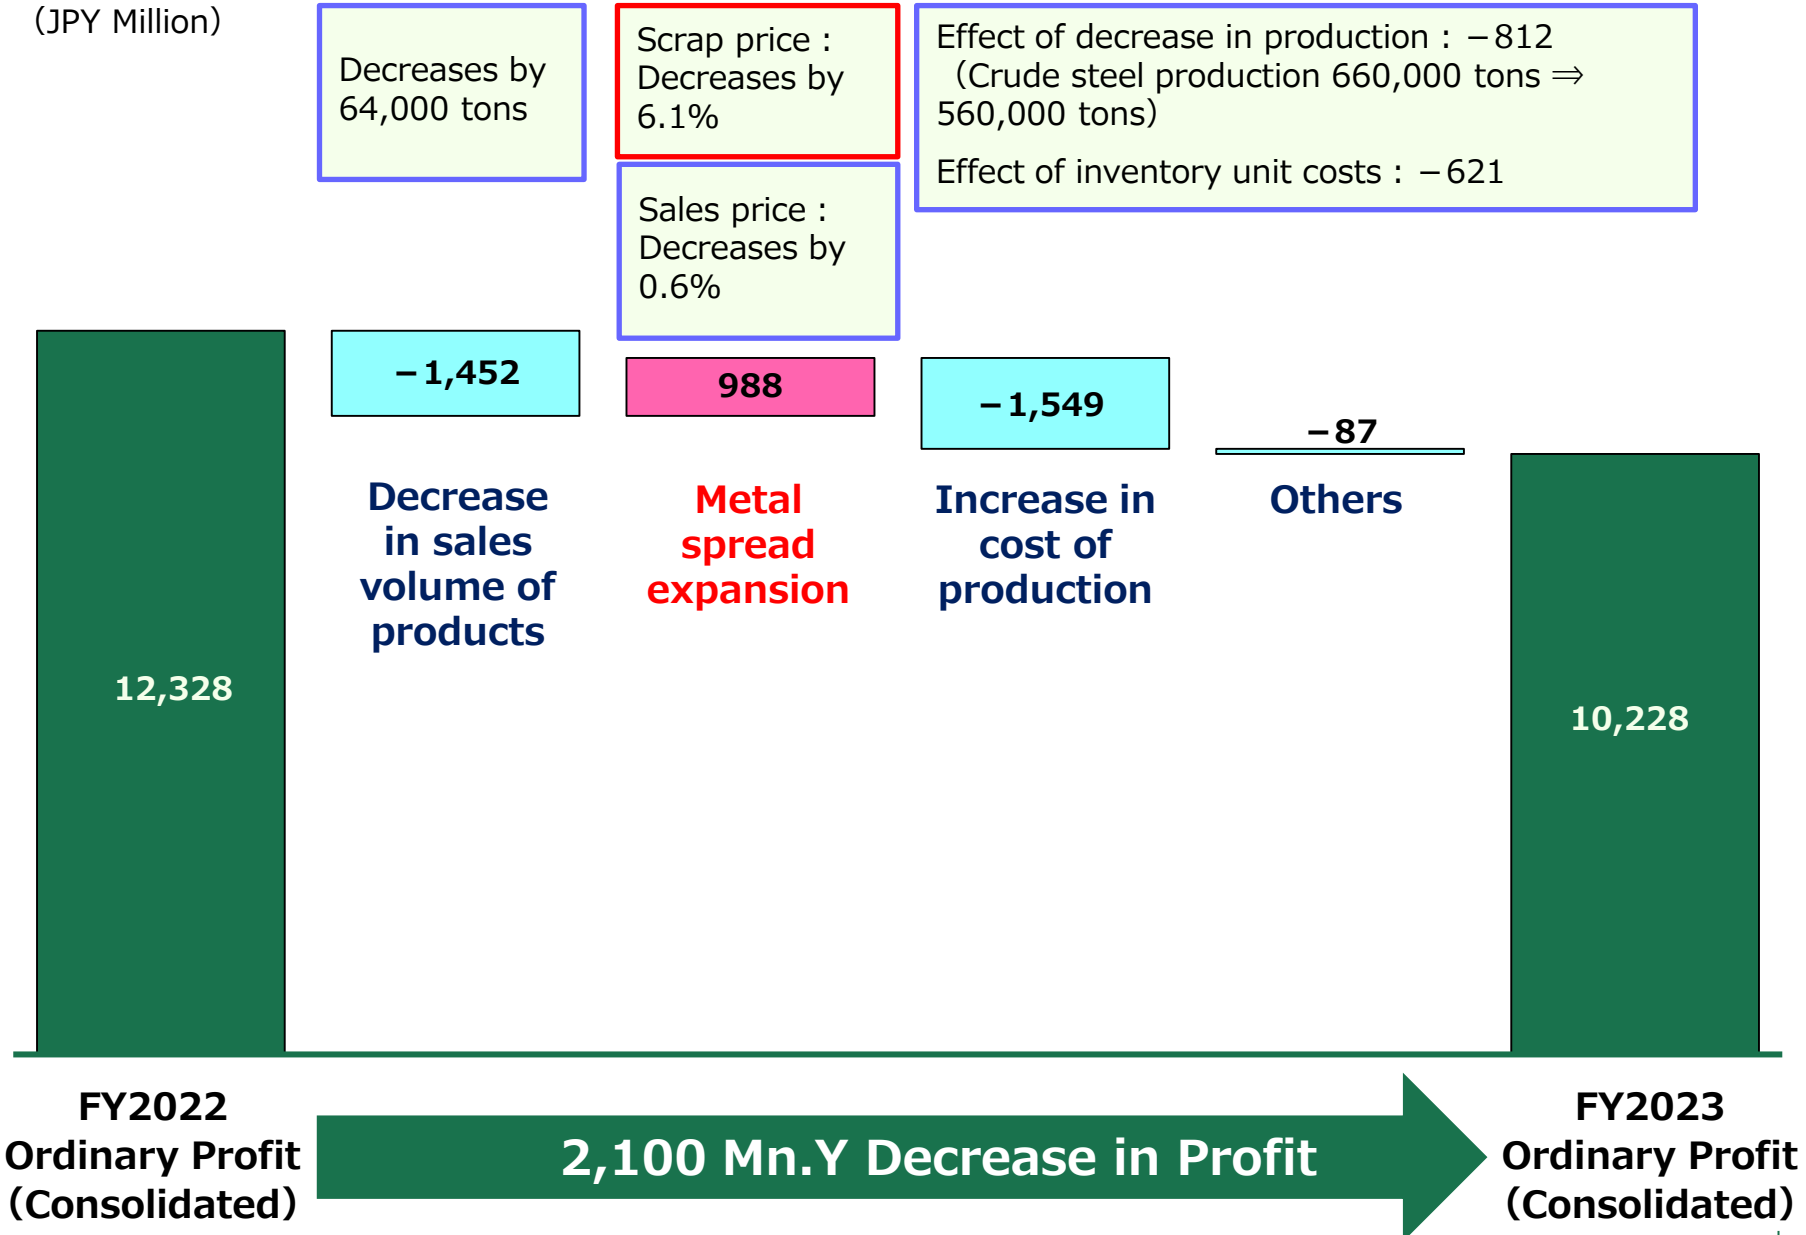 （JPY Million）
Decreases by
64,000 tons
Scrap price :
Decreases by
6.1%
Sales price :
Decreases by
0.6%
Effect of decrease in production : －812
（Crude steel production 660,000 tons ⇒
560,000 tons）
Effect of inventory unit costs : －621
12,328
－1,452
988
－1,549
－87
10,228
Decrease
in sales
volume of
products
Metal
spread
expansion
Increase in
cost of
production
Others
FY2022
Ordinary Profit
（Consolidated）
2,100 Mn.Y Decrease in Profit
FY2023
Ordinary Profit
（Consolidated）